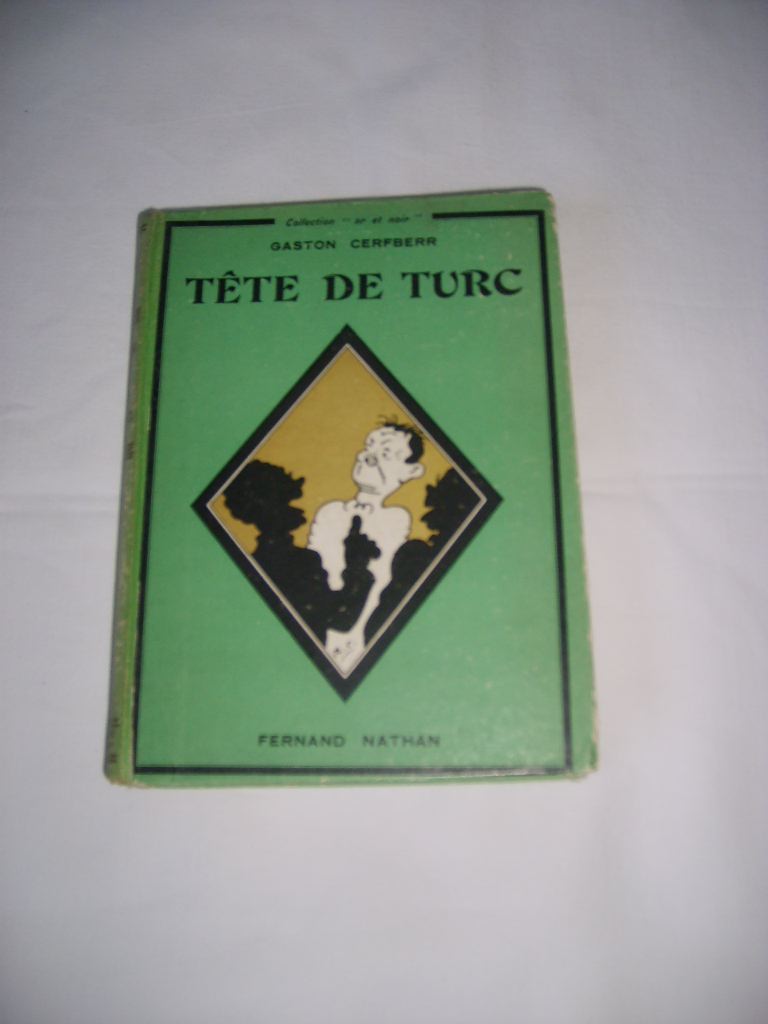 Collection "or et noir"
GASTON CERFBERR
TÊTE DE TURC
FERNAND NATHAN